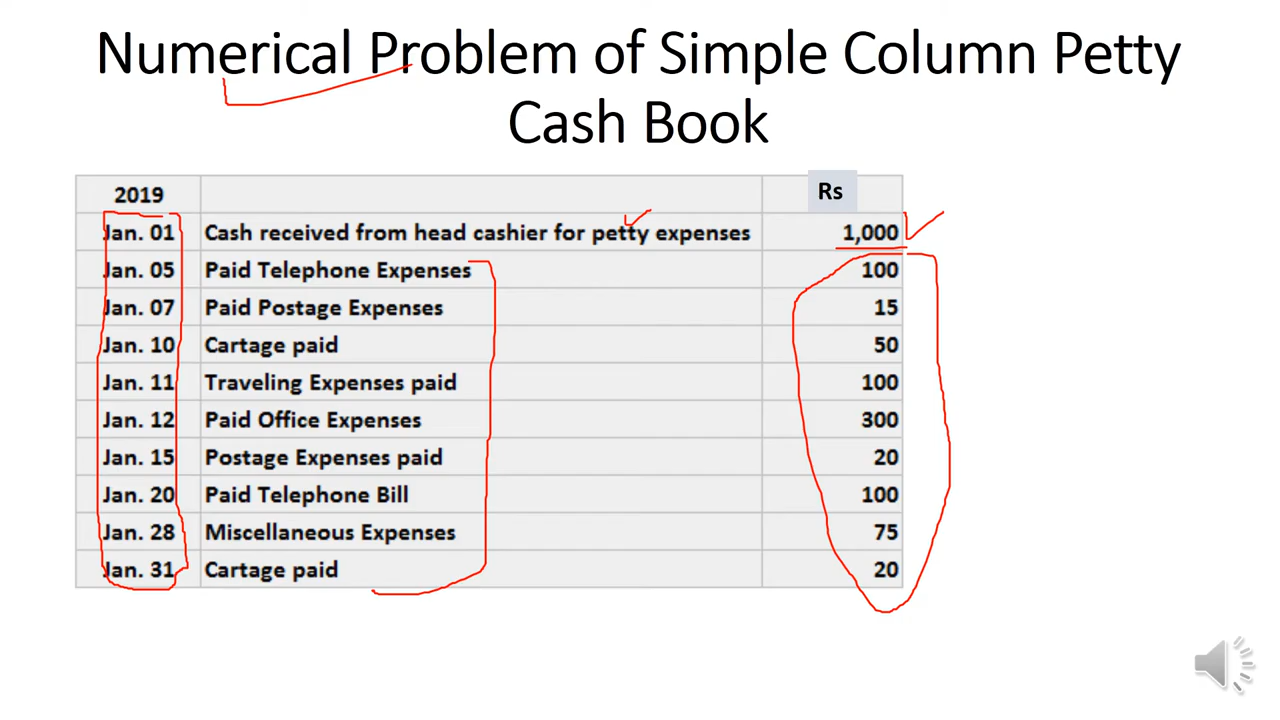 Numerical Problem of Simple Column Petty
Cash Book
2019 Rs
Jan. 01 Cash received from head cashier for petty expenses 1,000
Jan. 05 Paid Telephone Expenses 100
Jan. 07 Paid Postage Expenses 15
Jan. 10 Cartage paid 50
Jan. 11 Traveling Expenses paid 100
Jan. 12 Paid Office Expenses 300
Jan. 15 Postage Expenses paid 20
Jan. 20 Paid Telephone Bill 100
Jan. 28 Miscellaneous Expenses 75
Jan. 31 Cartage paid 20